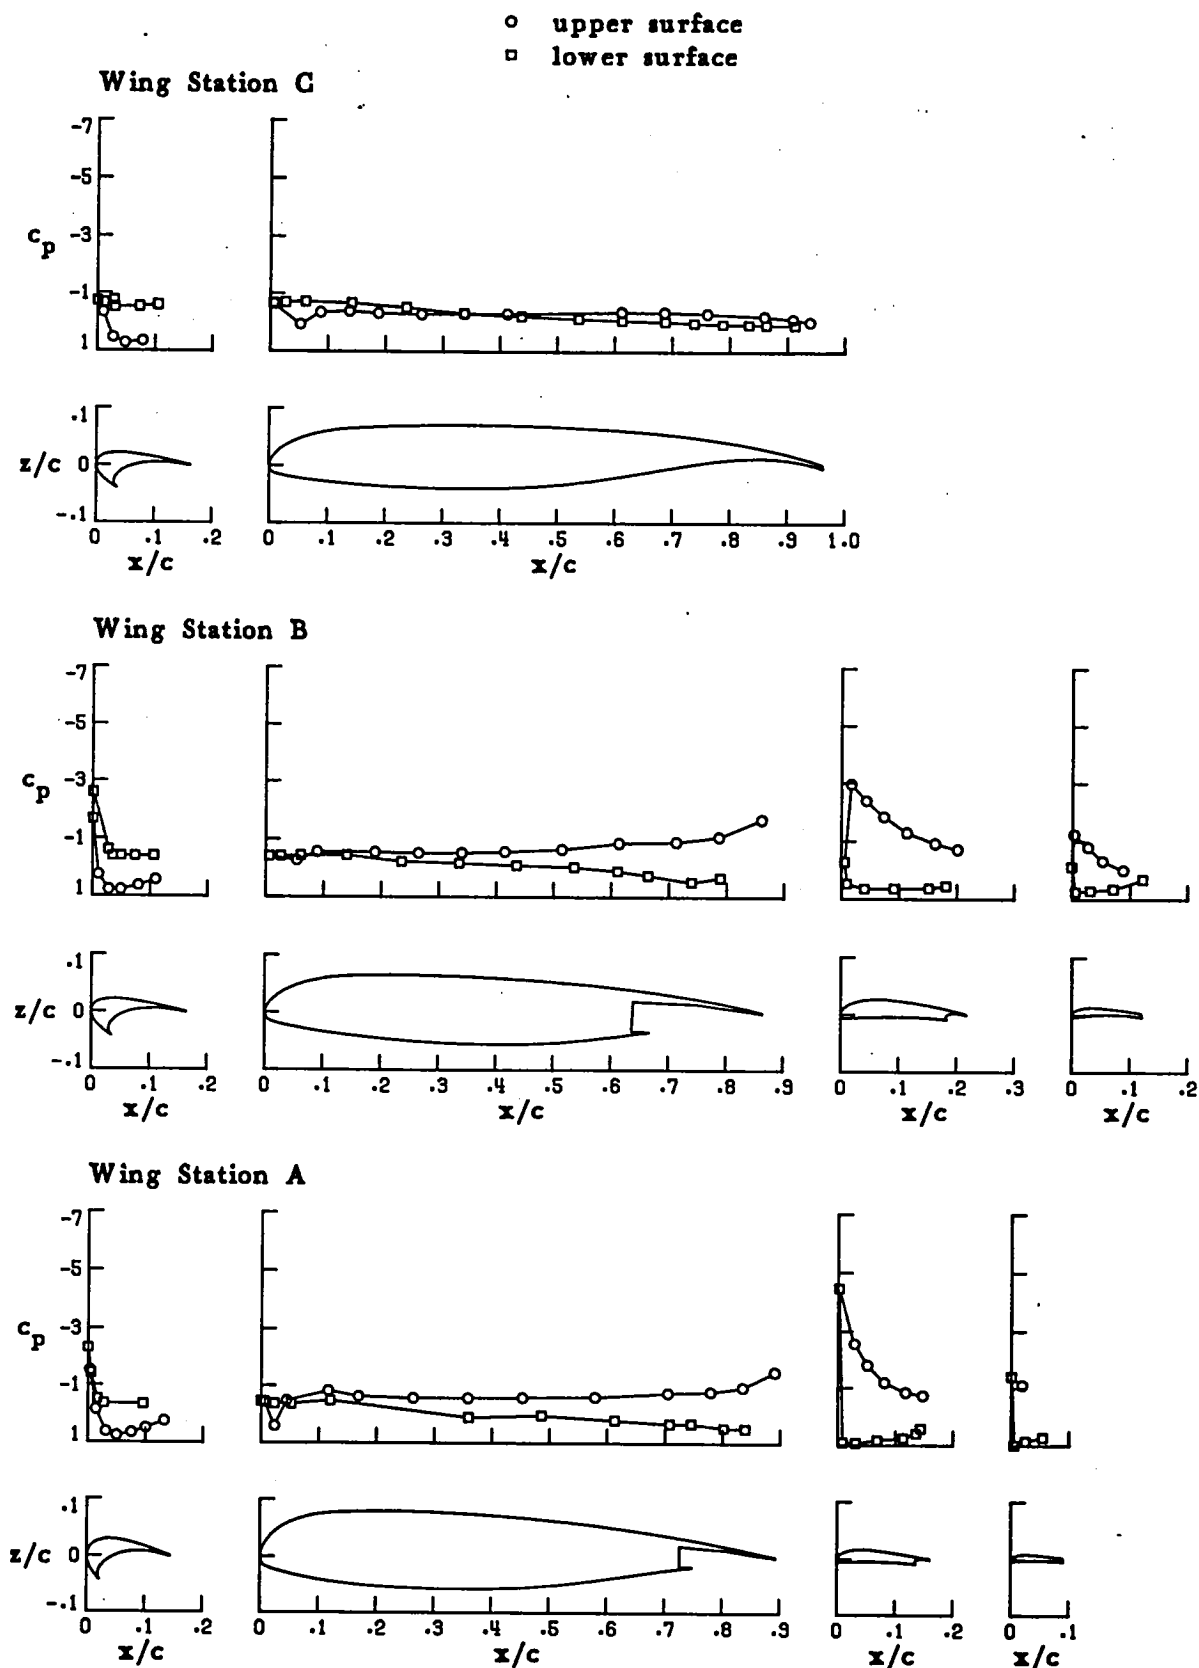 upper surface
lower surface
Wing Station C
-7
-5
-3
c_p
-1
1
.1
z/c 0
-.1
0 .1 .2 0 .1 .2 .3 .4 .5 .6 .7 .8 .9 1.0
x/c x/c
Wing Station B
-7
-5
c_p -3
-1
1
.1
z/c 0
-.1
0 .1 .2 0 .1 .2 .3 .4 .5 .6 .7 .8 .9 0 .1 .2 .3 0 .1 .2
x/c x/c x/c x/c
Wing Station A
-7
-5
c_p -3
-1
1
.1
z/c 0
-.1
0 .1 .2 0 .1 .2 .3 .4 .5 .6 .7 .8 .9 0 .1 .2 0 .1
x/c x/c x/c x/c